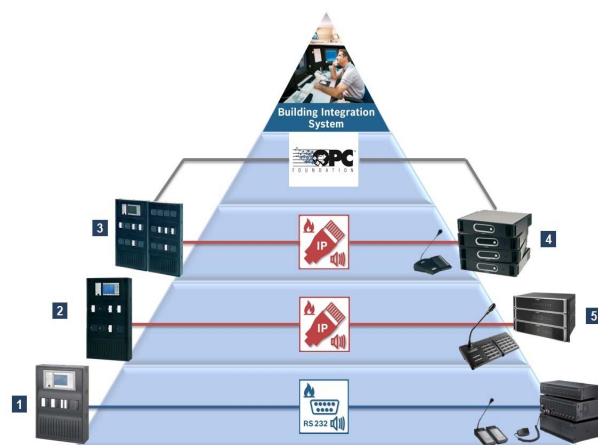 Building Integration
System
OPC
FOUNDATION
3
IP
4
2
IP
5
1
RS 232